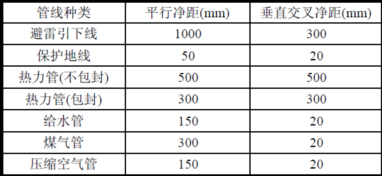 管线种类 平行净距(mm) 垂直交叉净距(mm)
避雷引下线 1000 300
保护地线 50 20
热力管(不包封) 500 500
热力管(包封) 300 300
给水管 150 20
煤气管 300 20
压缩空气管 150 20